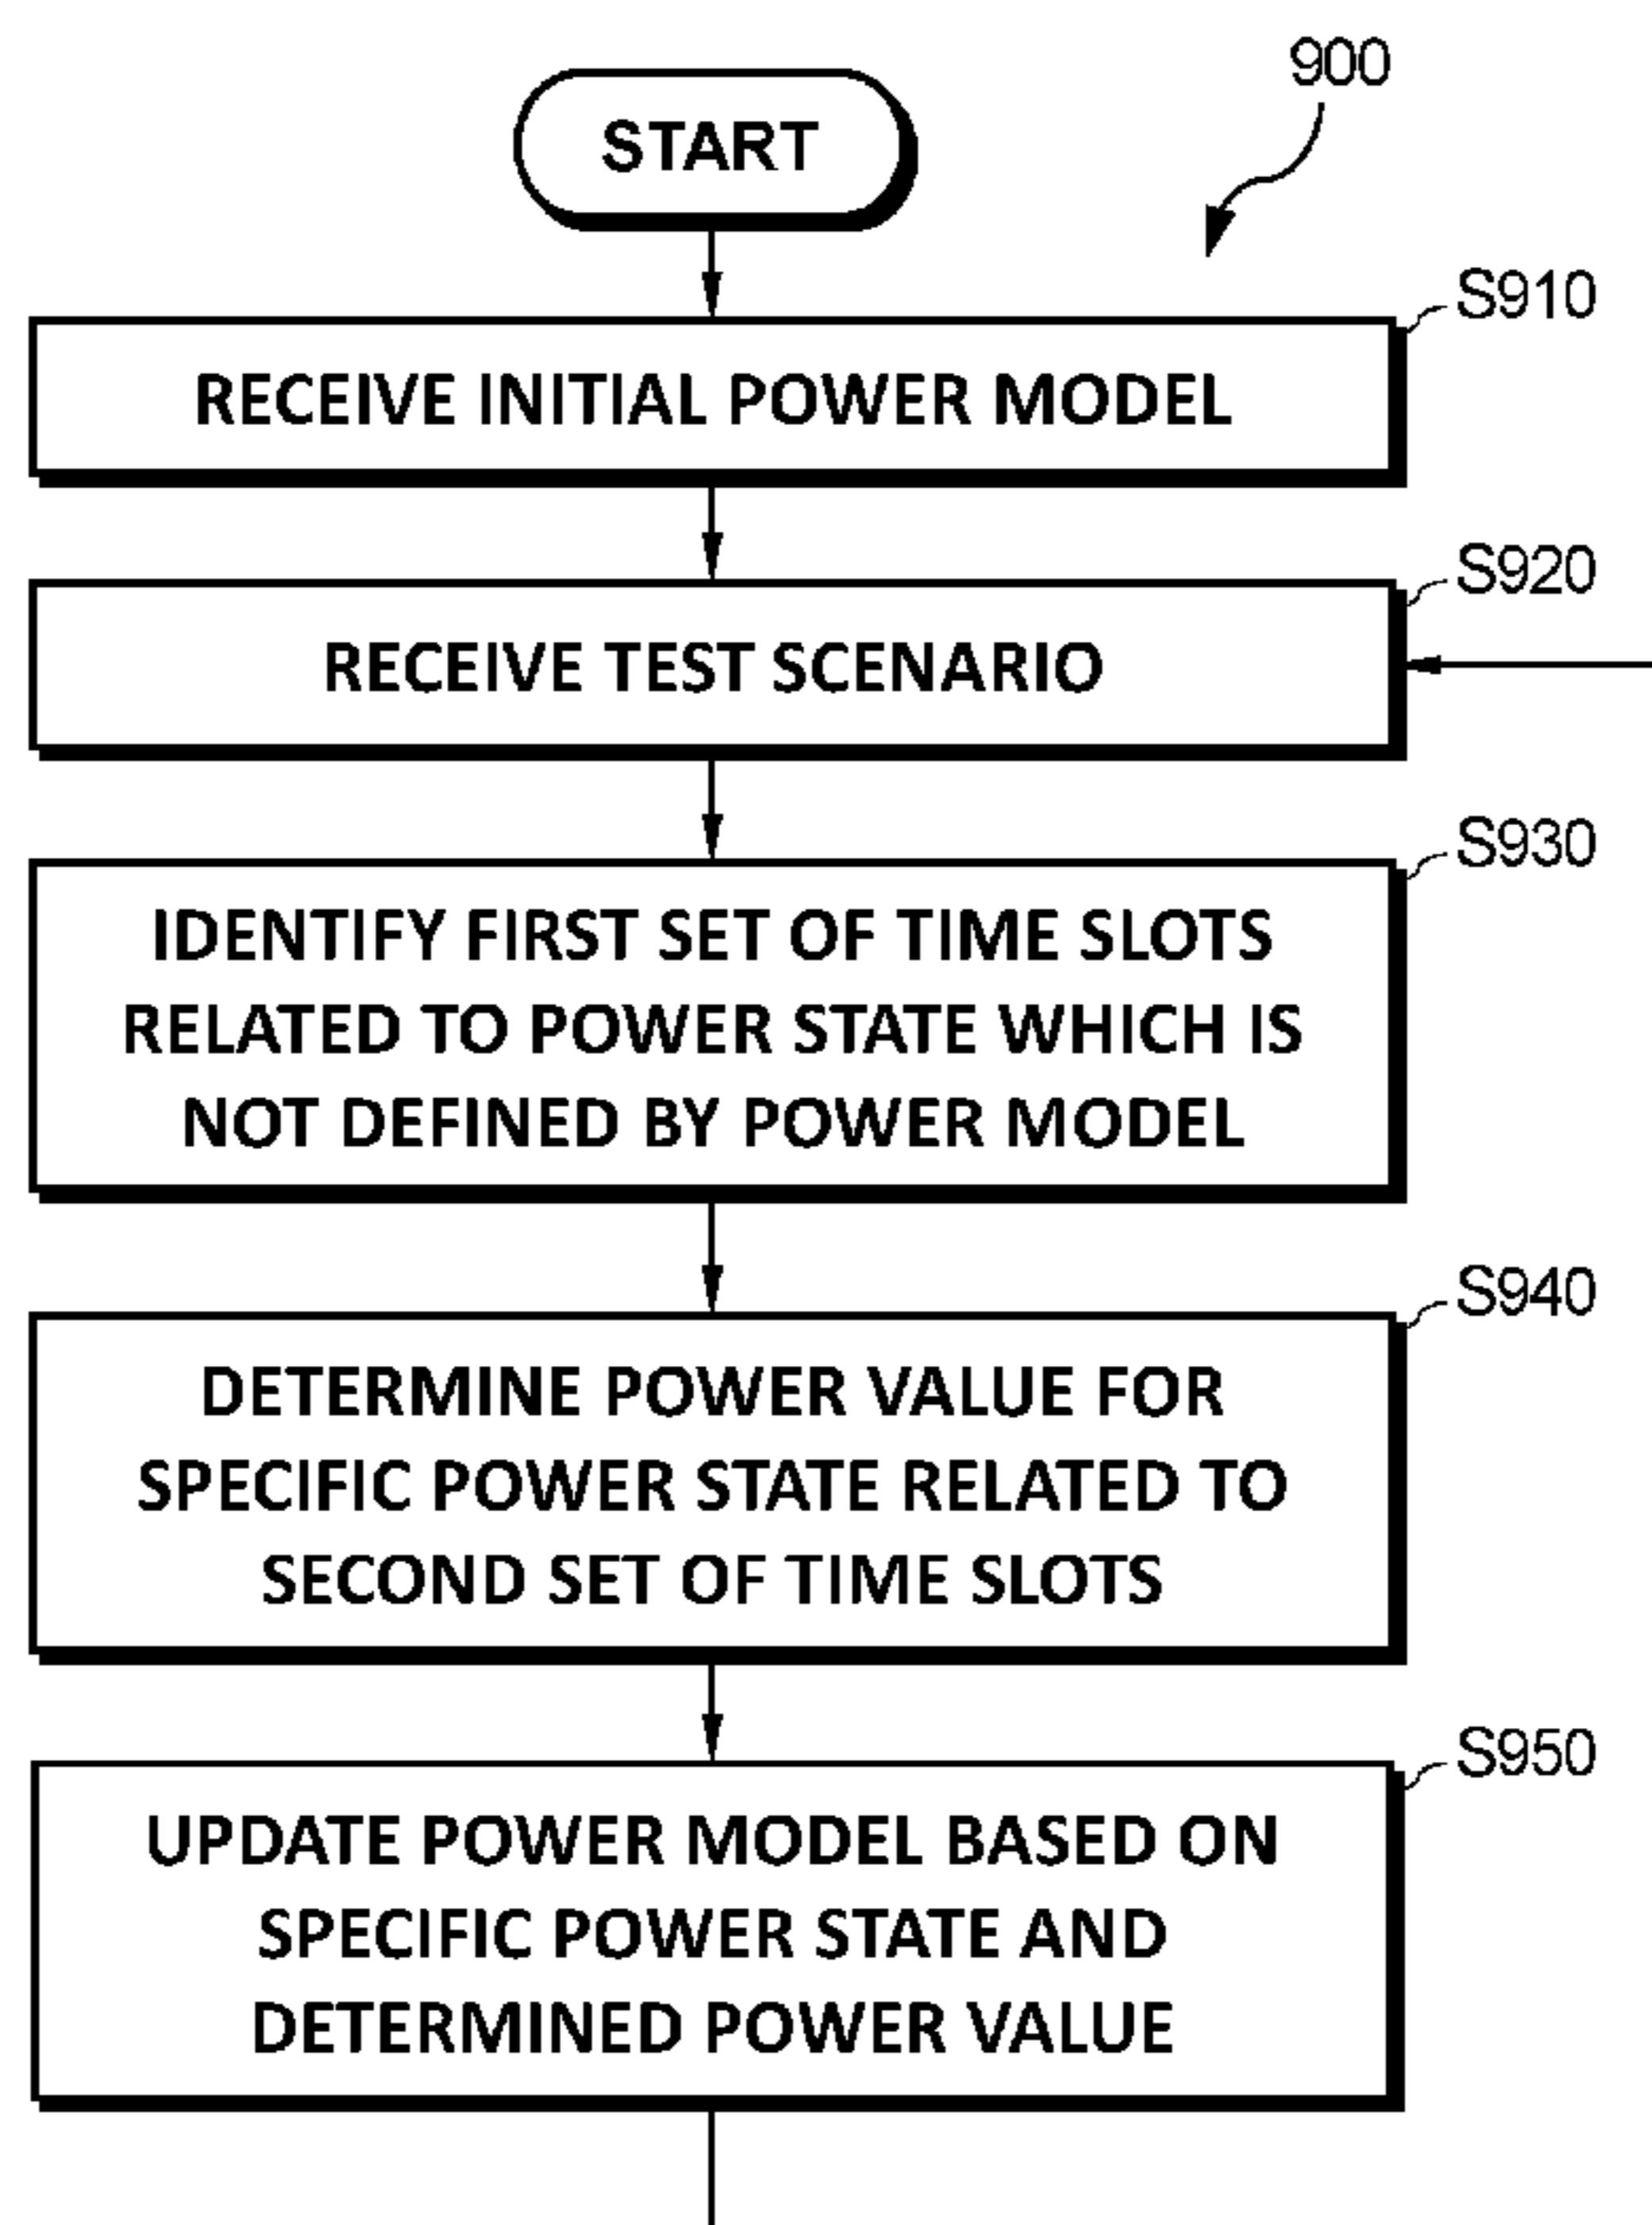 900
START
S910
RECEIVE INITIAL POWER MODEL
S920
RECEIVE TEST SCENARIO
S930
IDENTIFY FIRST SET OF TIME SLOTS
RELATED TO POWER STATE WHICH IS
NOT DEFINED BY POWER MODEL
S940
DETERMINE POWER VALUE FOR
SPECIFIC POWER STATE RELATED TO
SECOND SET OF TIME SLOTS
S950
UPDATE POWER MODEL BASED ON
SPECIFIC POWER STATE AND
DETERMINED POWER VALUE